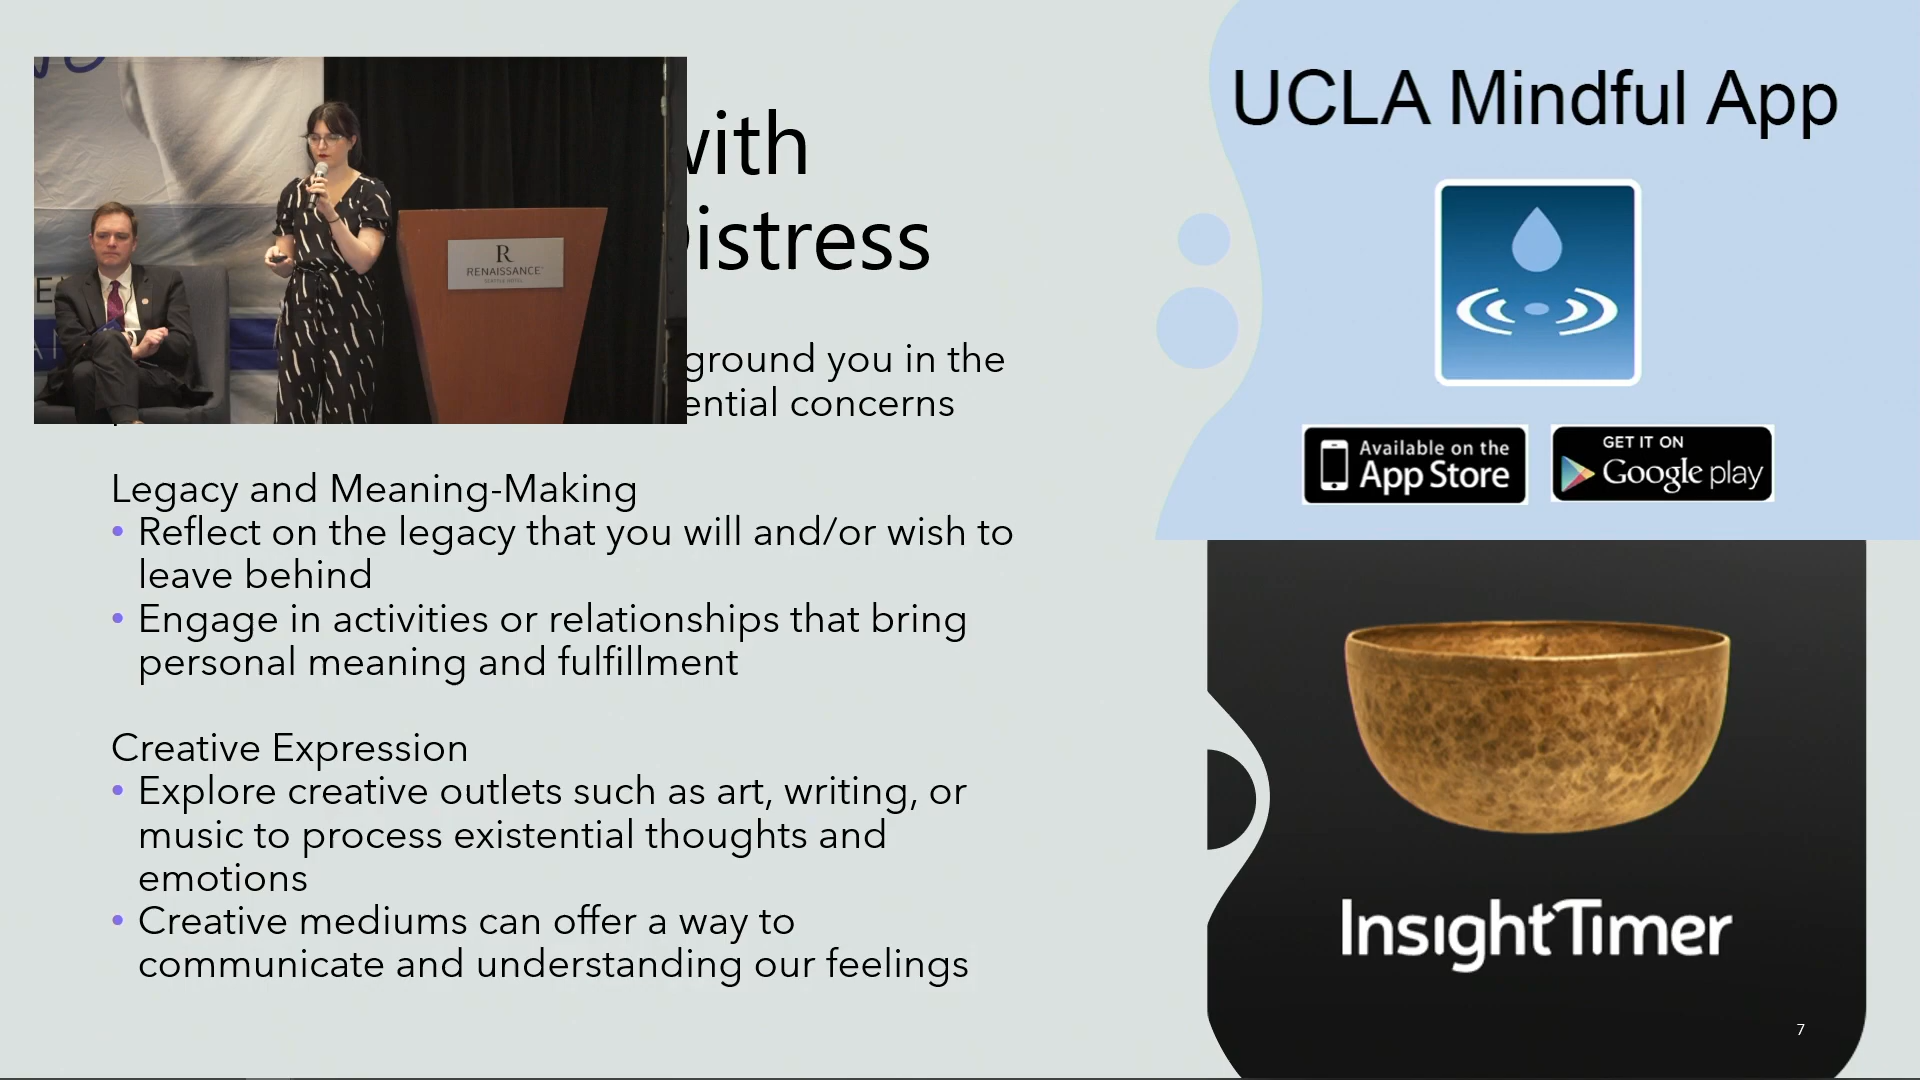 with
Distress
ground you in the
concerns
Legacy and Meaning-Making
• Reflect on the legacy that you will and/or wish to
leave behind
• Engage in activities or relationships that bring
personal meaning and fulfillment
Creative Expression
• Explore creative outlets such as art, writing, or
music to process existential thoughts and
emotions
• Creative mediums can offer a way to
communicate and understanding our feelings
UCLA Mindful App
Available on the
App Store
GET IT ON
Google play
InsightTimer
7
R
RENAISSANCE
SEATTLE HOTEL